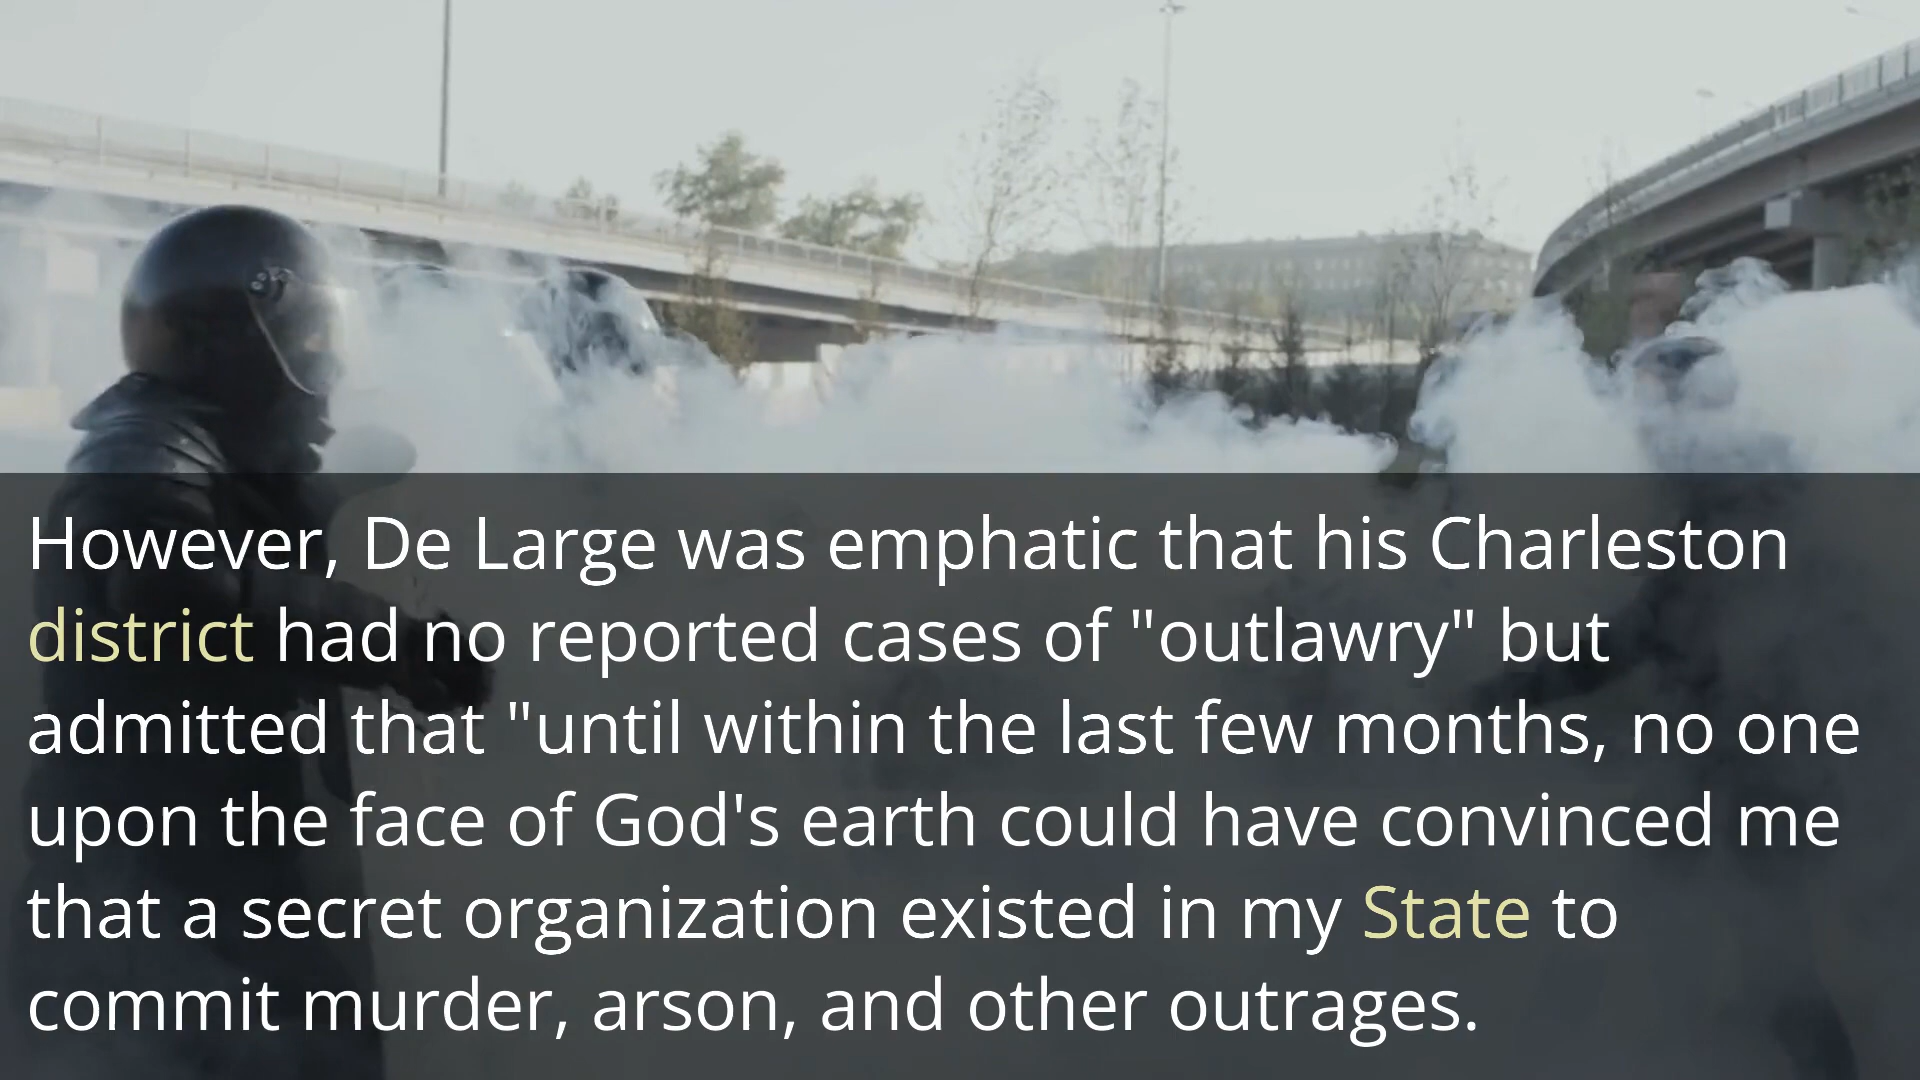 However, De Large was emphatic that his Charleston
district had no reported cases of "outlawry" but
admitted that "until within the last few months, no one
upon the face of God's earth could have convinced me
that a secret organization existed in my State to
commit murder, arson, and other outrages.